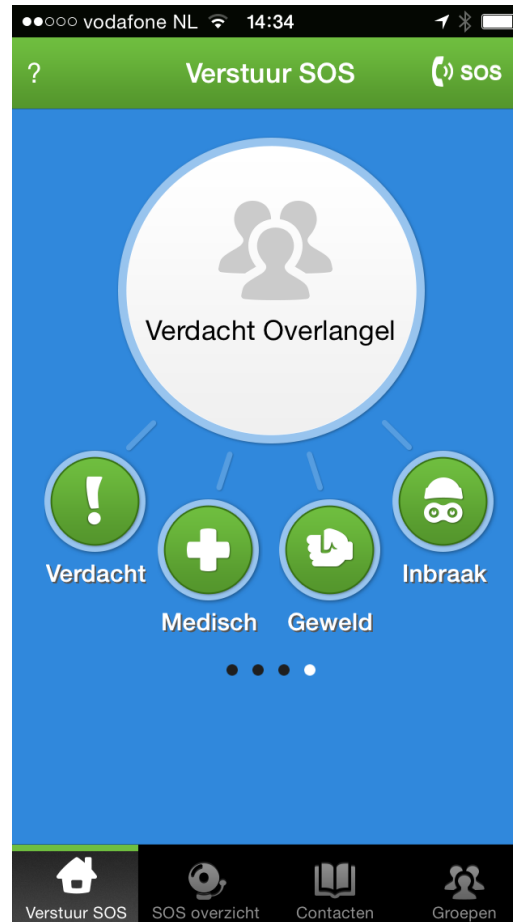 vodafone NL 14:34
? Verstuur SOS SOS
Verdacht Overlangel
Verdacht
Inbraak
Medisch
Geweld
Verstuur SOS
SOS overzicht
Contacten
Groepen